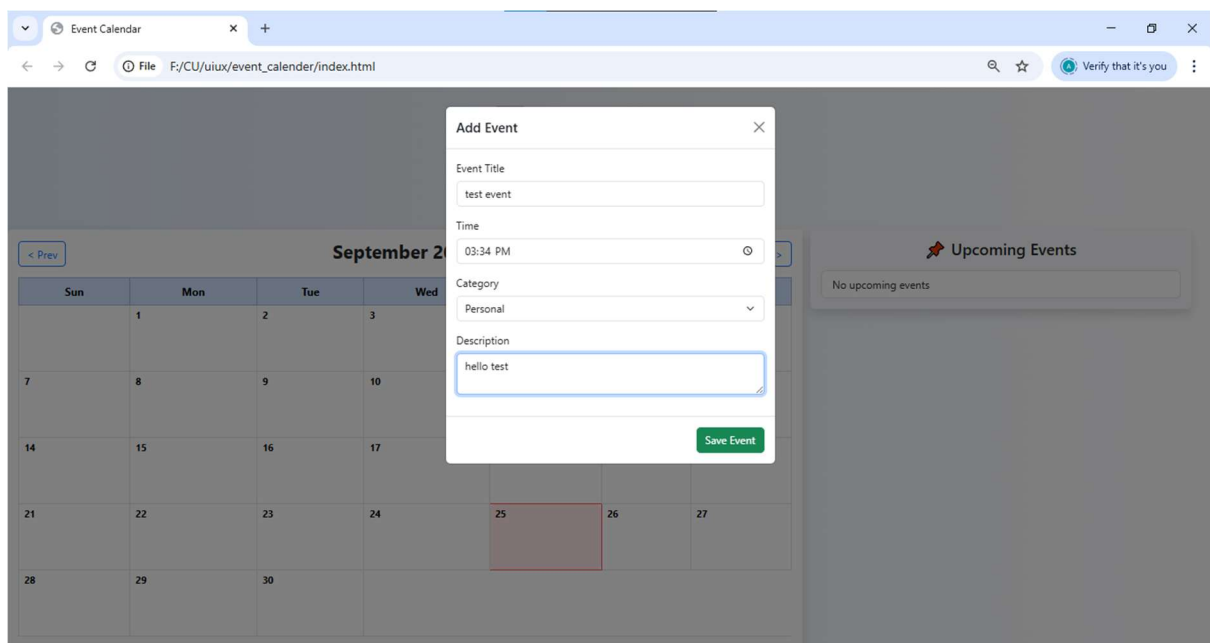 Event Calendar
File F:/CU/uiux/event_calender/index.html
Verify that it's you
Add Event
Event Title
test event
Time
03:34 PM
Category
Personal
Description
hello test
Save Event
< Prev
September
>
Sun Mon Tue Wed
1 2 3
7 8 9 10
14 15 16 17
21 22 23 24 25 26 27
28 29 30
📌 Upcoming Events
No upcoming events